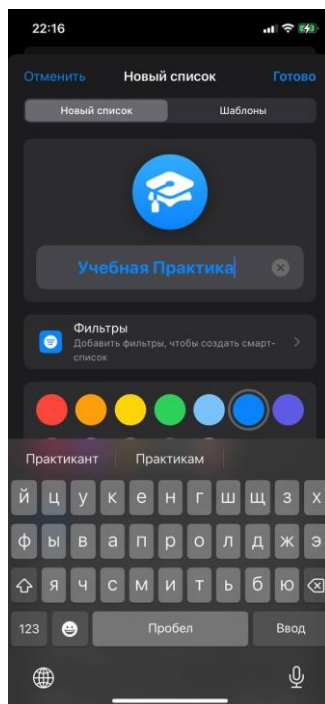 22:16
Отменить Новый список Готово
Новый список Шаблоны
Учебная Практика
Фильтры
Добавить фильтры, чтобы создать смарт-
список
Практикант Практикам
й ц у к е н г ш щ з х
ф ы в а п р о л д ж э
я ч с м и т ь б ю
123 Пробел Ввод